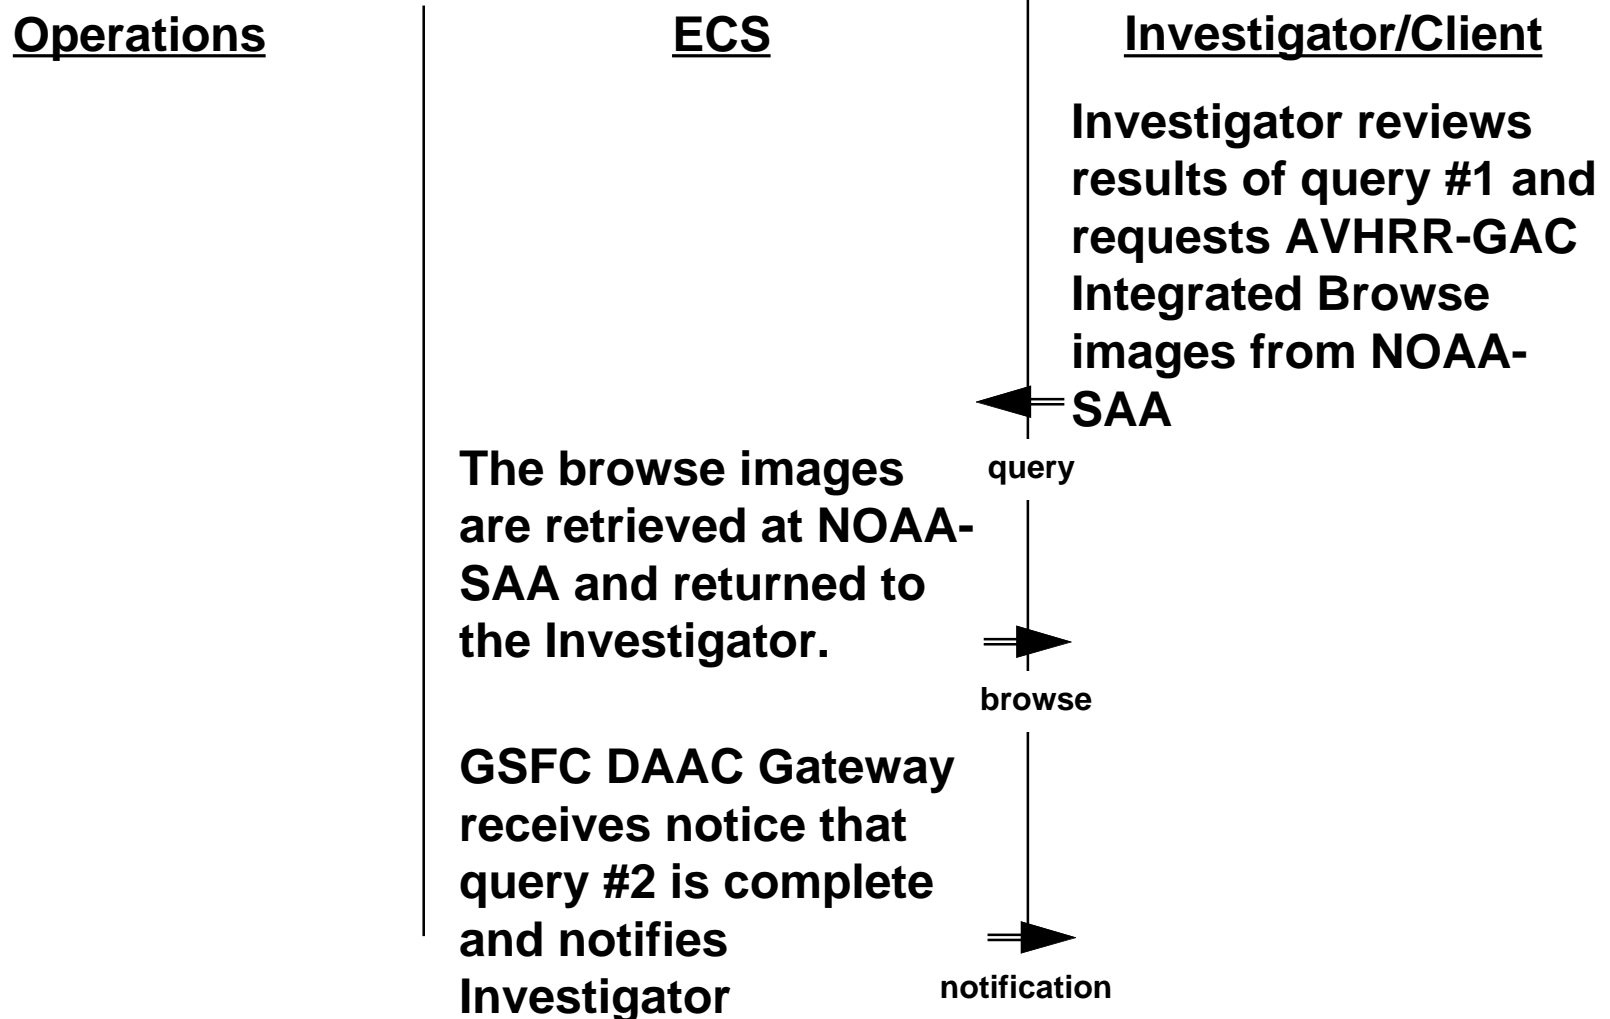 Operations
ECS
Investigator/Client
Investigator reviews
results of query #1 and
requests AVHRR-GAC
Integrated Browse
images from NOAA-
SAA
query
The browse images
are retrieved at NOAA-
SAA and returned to
the Investigator.
browse
GSFC DAAC Gateway
receives notice that
query #2 is complete
and notifies
Investigator
notification